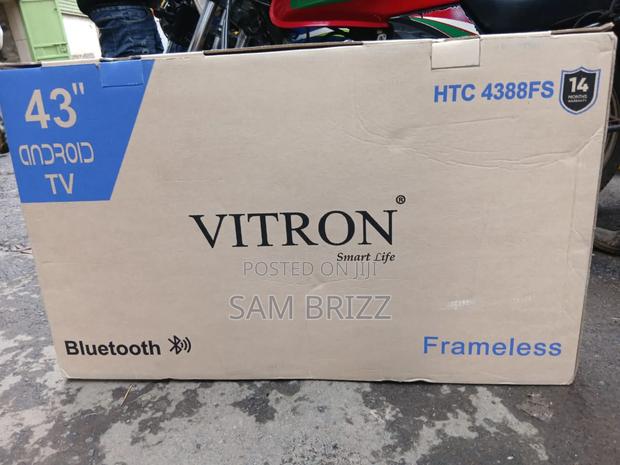 43"
ANDROID
TV
HTC 4388FS
14
MONTHS
WARRANTY
VITRON®
Smart Life
POSTED ON JIJI
SAM BRIZZ
Bluetooth
Frameless